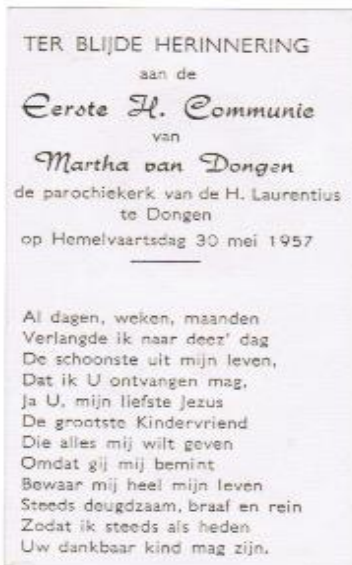 TER BLIJDE HERINNERING
aan de
Eerste H. Communie
van
Martha van Dongen
de parochiekerk van de H. Laurentius
te Dongen
op Hemelvaartsdag 30 mei 1957
Al dagen, weken, maanden
Verlangde ik naar deez' dag
De schoonste uit mijn leven,
Dat ik U ontvangen mag,
Ja U, mijn liefste Jezus
De grootste Kindervriend
Die alles mij wilt geven
Omdat gij mij bemint
Bewaar mij heel mijn leven
Steeds deugdzaam, braaf en rein
Zodat ik steeds als heden
Uw dankbaar kind mag zijn.